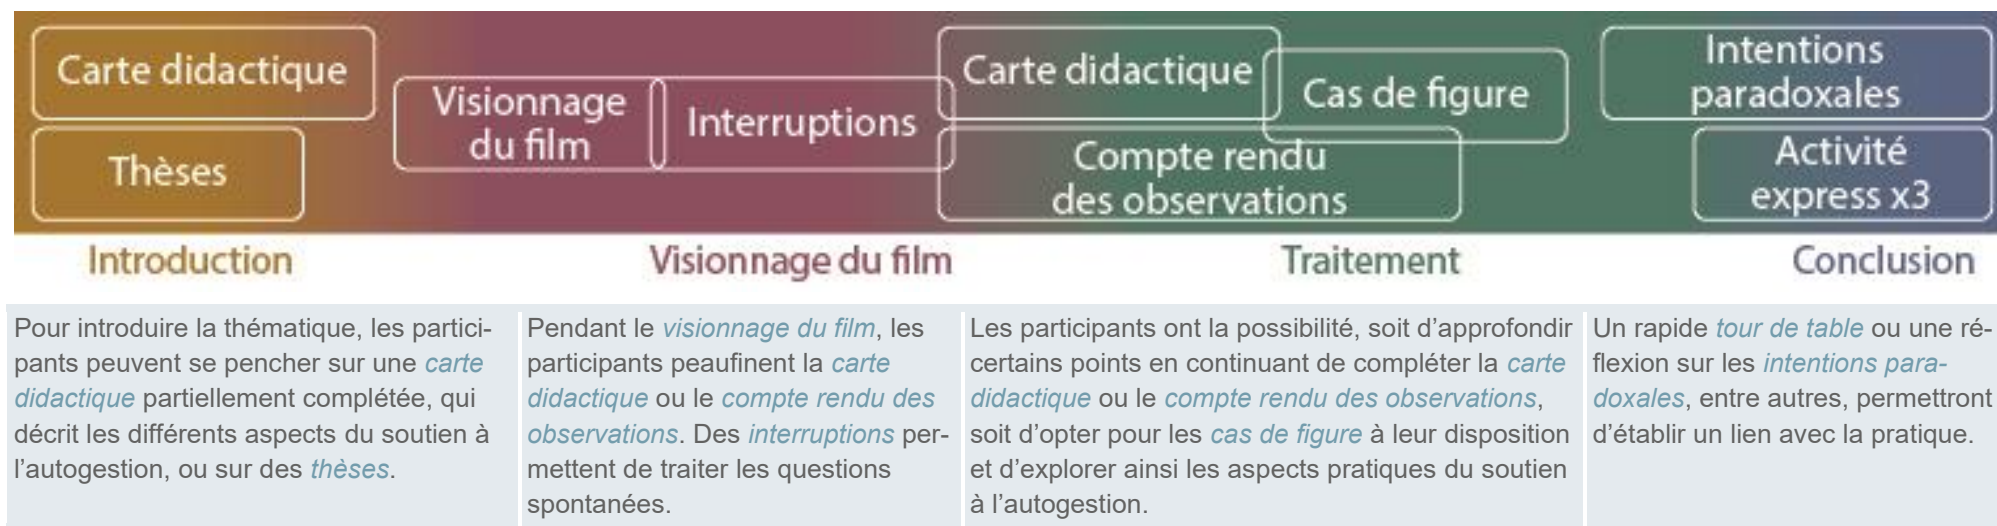 Carte didactique
Thèses
Visionnage
du film
Interruptions
Carte didactique
Cas de figure
Compte rendu
des observations
Intentions
paradoxales
Activité
express x3
Introduction
Visionnage du film
Traitement
Conclusion
Pour introduire la thématique, les partici-
pants peuvent se pencher sur une carte
didactique partiellement complétée, qui
décrit les différents aspects du soutien à
l'autogestion, ou sur des thèses.
Pendant le visionnage du film, les
participants peaufinent la carte
didactique ou le compte rendu des
observations. Des interruptions per-
mettent de traiter les questions
spontanées.
Les participants ont la possibilité, soit d'approfondir
certains points en continuant de compléter la carte
didactique ou le compte rendu des observations,
soit d'opter pour les cas de figure à leur disposition
et d'explorer ainsi les aspects pratiques du soutien
à l'autogestion.
Un rapide tour de table ou une ré-
flexion sur les intentions para-
doxales, entre autres, permettront
d'établir un lien avec la pratique.